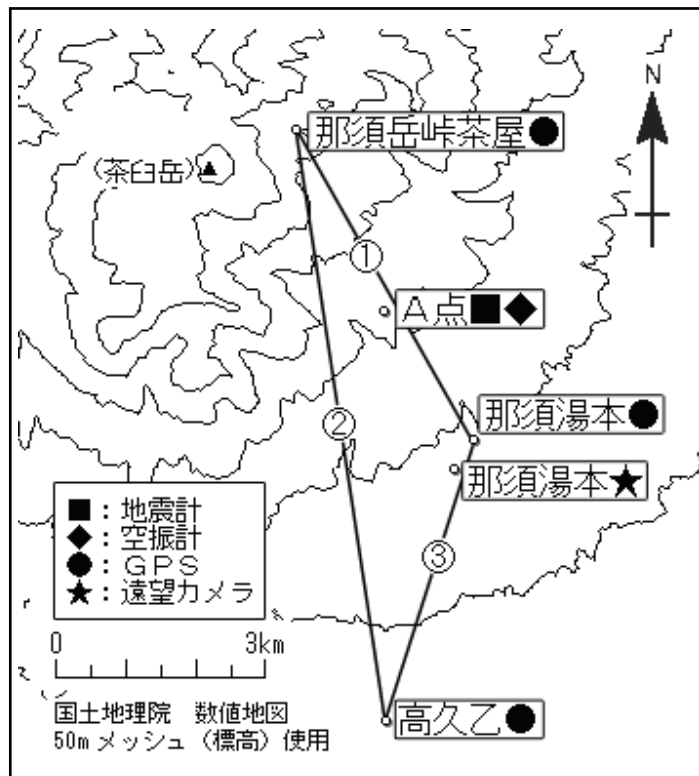 N
那須岳峠茶屋●
(茶臼岳)▲
①
A点■◆
②
那須湯本●
那須湯本★
③
■：地震計
◆：空振計
●：GPS
★：遠望カメラ
0 3km
国土地理院 数値地図
50mメッシュ（標高）使用
高久乙●